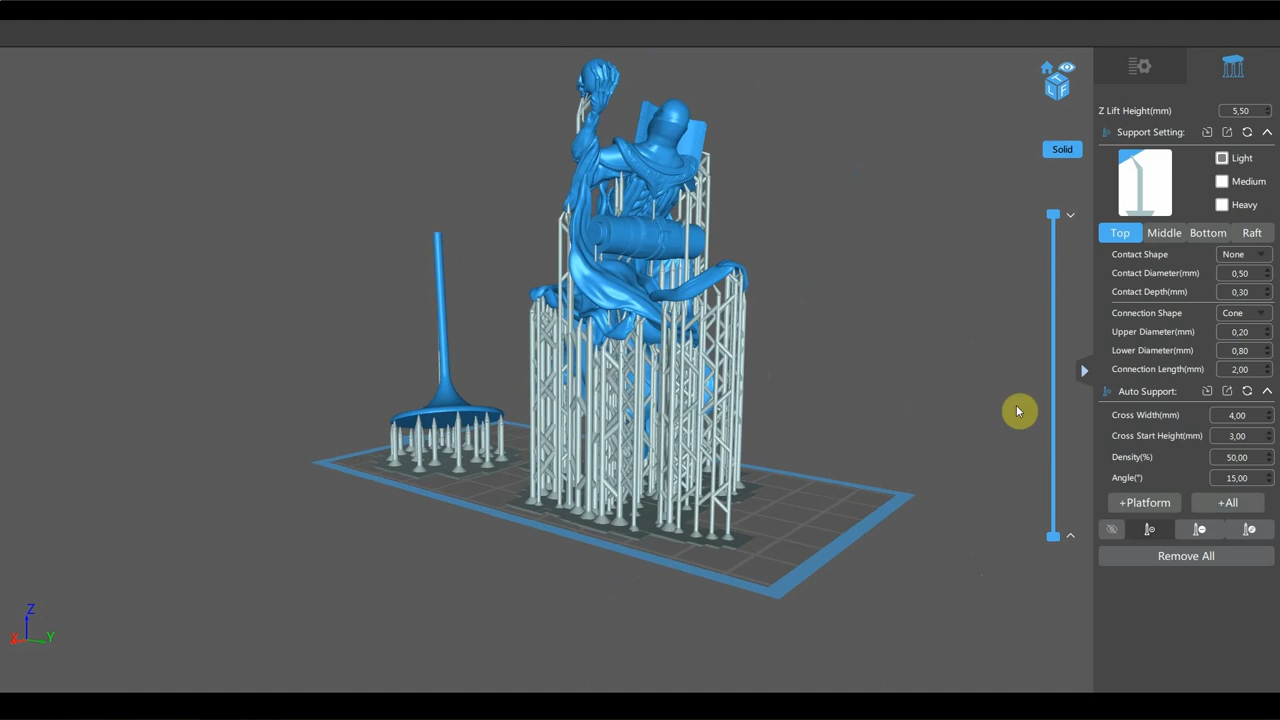 Z Lift Height(mm) 5,50
Support Setting:
Light
Medium
Heavy
Top Middle Bottom Raft
Contact Shape None
Contact Diameter(mm) 0,50
Contact Depth(mm) 0,30
Connection Shape Cone
Upper Diameter(mm) 0,20
Lower Diameter(mm) 0,80
Connection Length(mm) 2,00
Auto Support:
Cross Width(mm) 4,00
Cross Start Height(mm) 3,00
Density(%) 50,00
Angle(°) 15,00
+Platform +All
Remove All
Solid
T
L F
Z
X Y